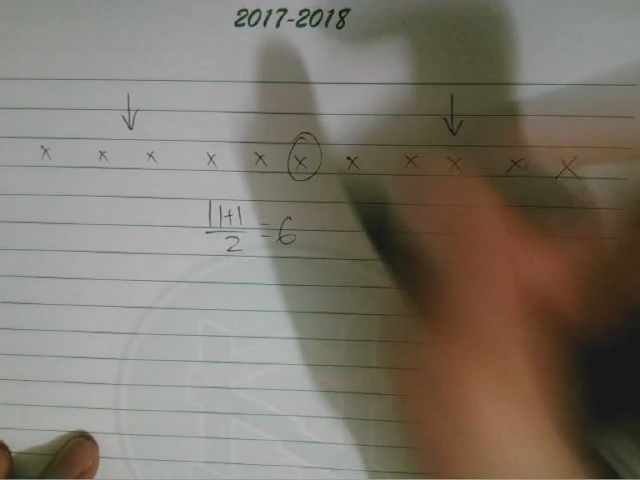 2017-2018
↓ ↓
x x x x x x x x x x x
11+1/2 = 6